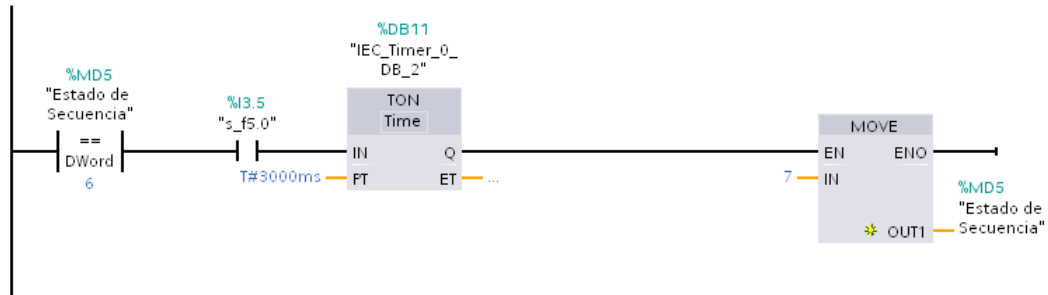 %DB11
"IEC_Timer_0_
DB_2"
%MD5
"Estado de
Secuencia"
==
DWord
6
%I3.5
"s_f5.0"
TON
Time
IN Q
T#3000ms PT ET ...
MOVE
EN ENO
7 IN
OUT1
%MD5
"Estado de
Secuencia"